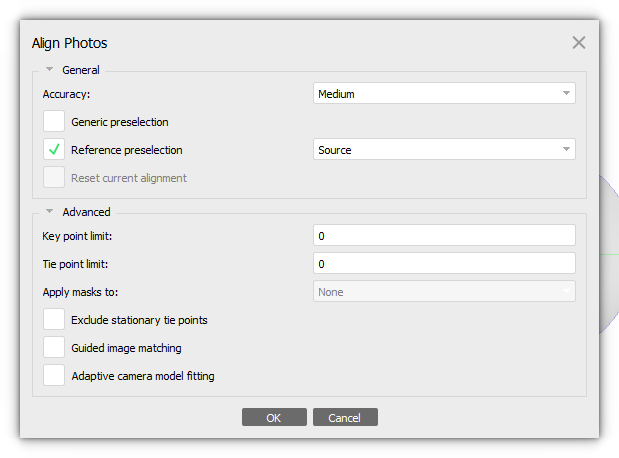 Align Photos
General
Accuracy: Medium
Generic preselection
Reference preselection Source
Reset current alignment
Advanced
Key point limit: 0
Tie point limit: 0
Apply masks to: None
Exclude stationary tie points
Guided image matching
Adaptive camera model fitting
OK Cancel